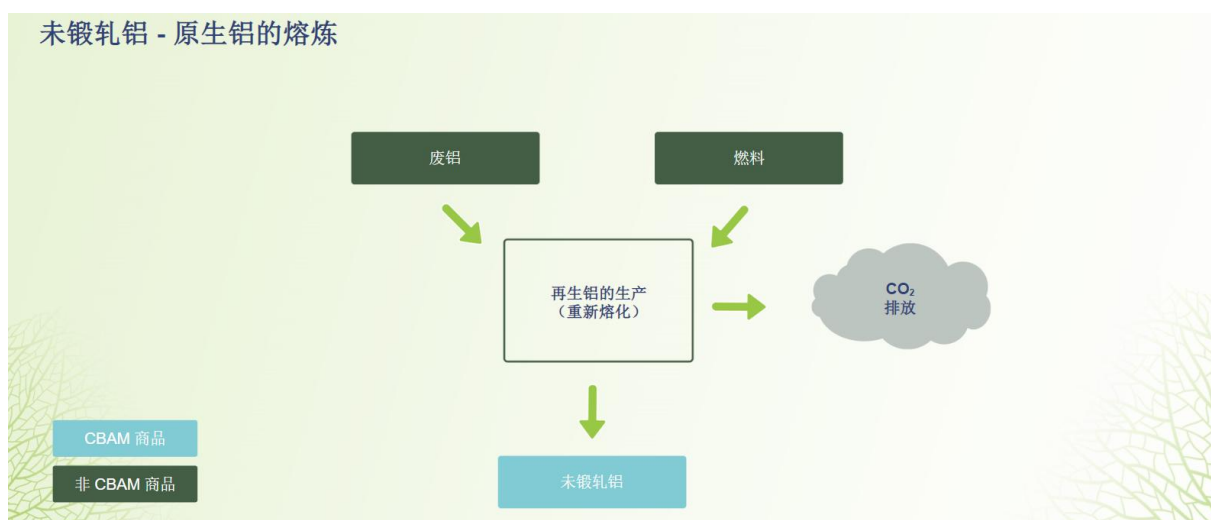 未锻轧铝 - 原生铝的熔炼
废铝
燃料
再生铝的生产
（重新熔化）
CO₂
排放
CBAM 商品
未锻轧铝
非 CBAM 商品